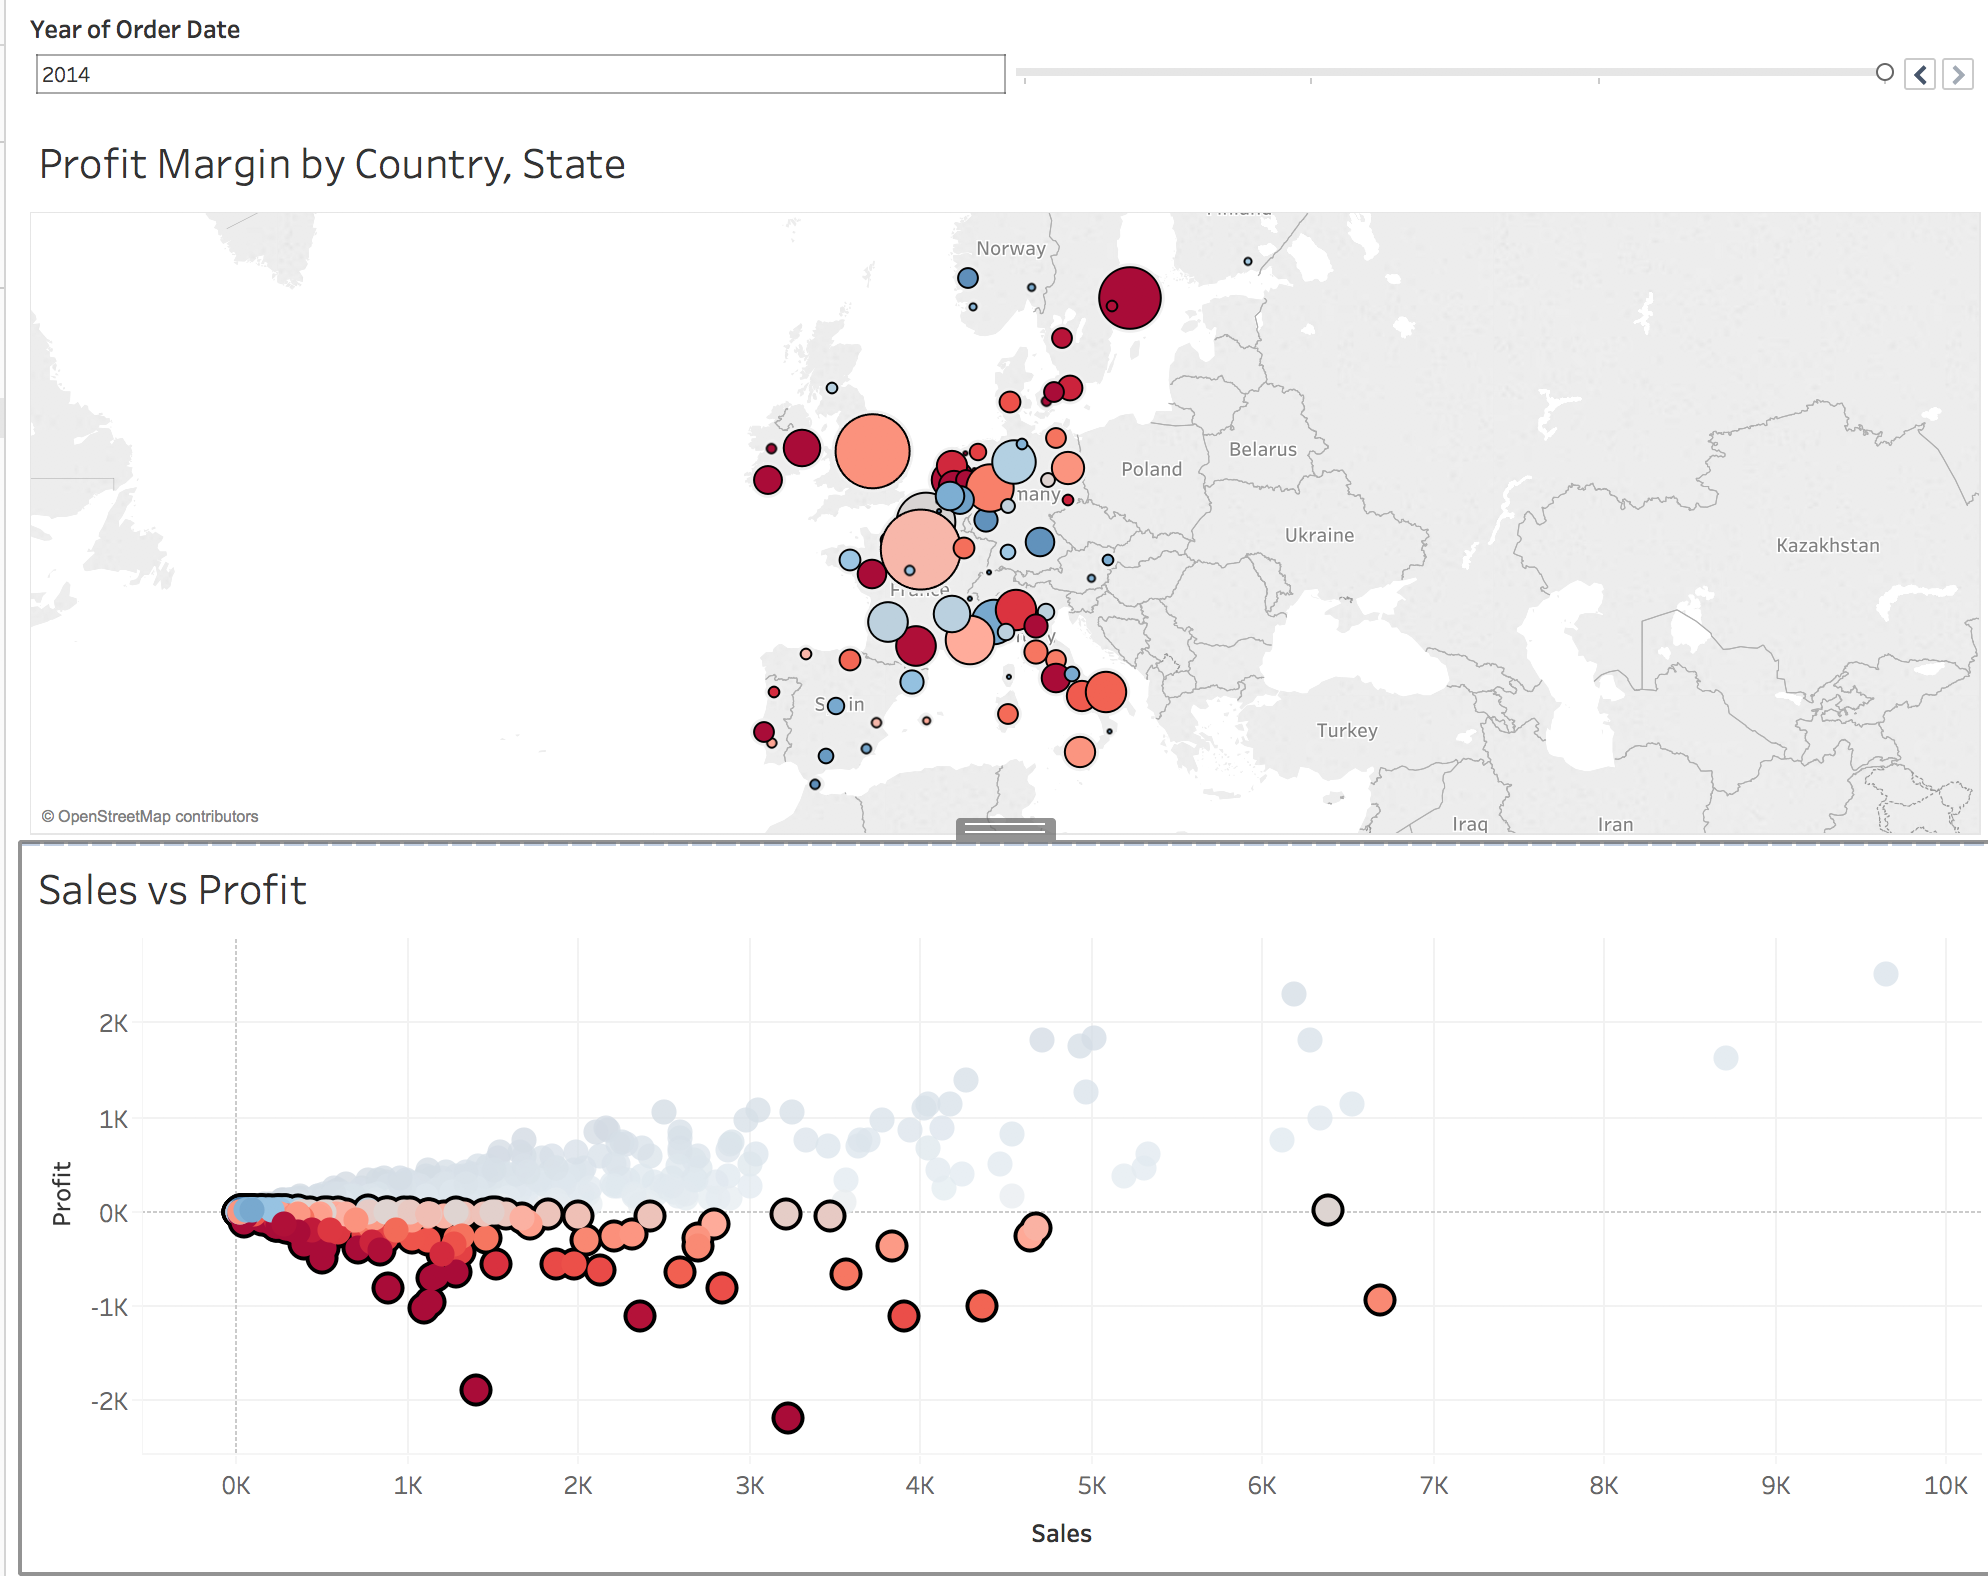 Year of Order Date
2014
Profit Margin by Country, State
Finland
Norway
Belarus
Poland
many
Ukraine
Kazakhstan
France
Spain
Turkey
Iraq
Iran
© OpenStreetMap contributors
Sales vs Profit
2K
1K
0K
-1K
-2K
Profit
0K 1K 2K 3K 4K 5K 6K 7K 8K 9K 10K
Sales